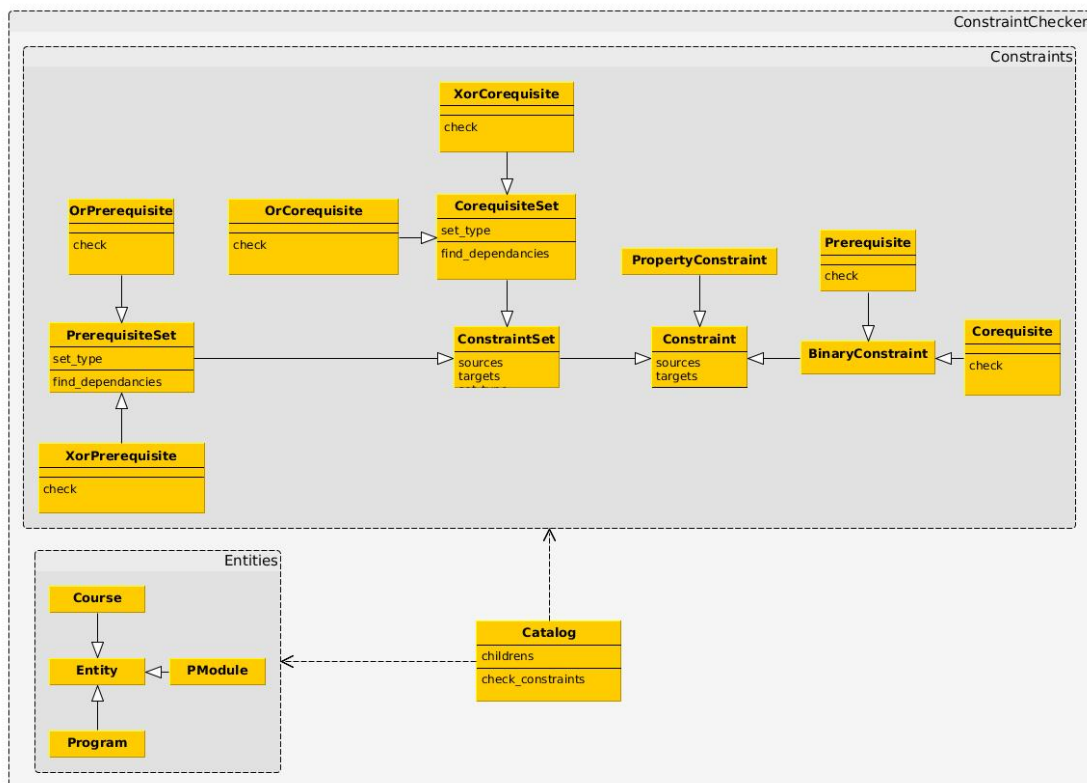 ConstraintChecker
Constraints
XorCorequisite
check
OrPrerequisite
check
OrCorequisite
check
CorequisiteSet
set_type
find_dependancies
PropertyConstraint
Prerequisite
check
PrerequisiteSet
set_type
find_dependancies
ConstraintSet
sources
targets
Constraint
sources
targets
BinaryConstraint
Corequisite
check
XorPrerequisite
check
Entities
Course
Entity
PModule
Program
Catalog
childrens
check_constraints